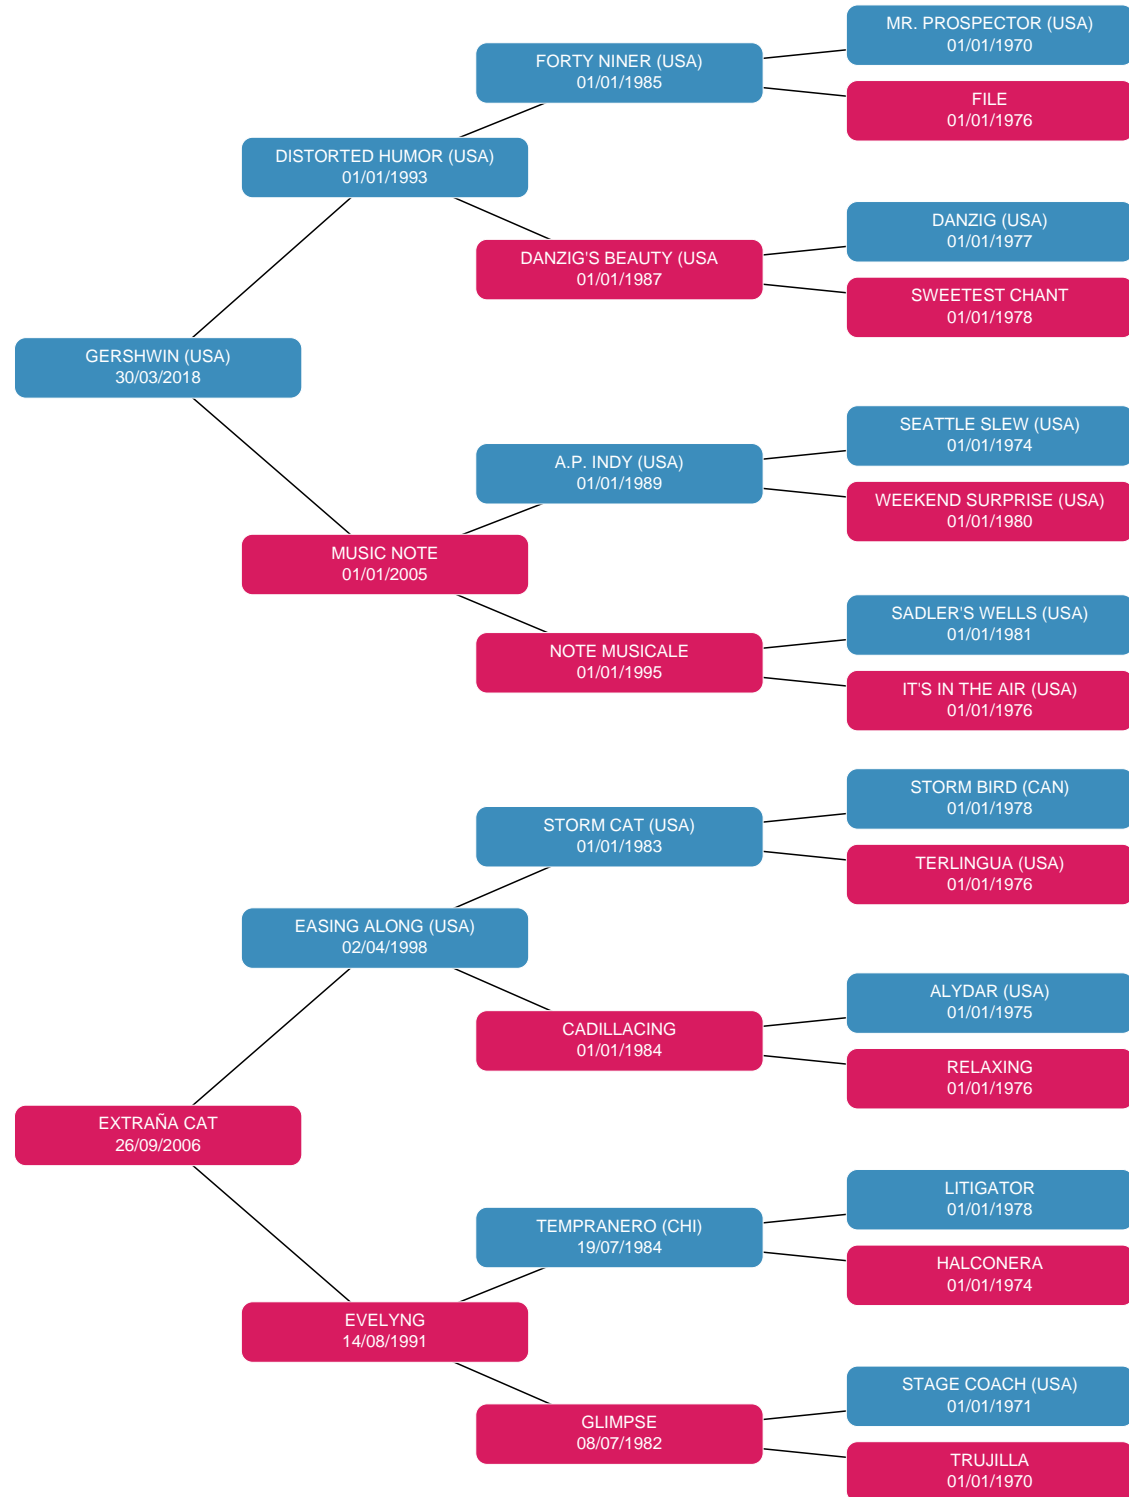 MR. PROSPECTOR (USA)
01/01/1970
FORTY NINER (USA)
01/01/1985
FILE
01/01/1976
DISTORTED HUMOR (USA)
01/01/1993
DANZIG (USA)
01/01/1977
DANZIG'S BEAUTY (USA
01/01/1987
SWEETEST CHANT
01/01/1978
GERSHWIN (USA)
30/03/2018
SEATTLE SLEW (USA)
01/01/1974
A.P. INDY (USA)
01/01/1989
WEEKEND SURPRISE (USA)
01/01/1980
MUSIC NOTE
01/01/2005
SADLER'S WELLS (USA)
01/01/1981
NOTE MUSICALE
01/01/1995
IT'S IN THE AIR (USA)
01/01/1976
STORM BIRD (CAN)
01/01/1978
STORM CAT (USA)
01/01/1983
TERLINGUA (USA)
01/01/1976
EASING ALONG (USA)
02/04/1998
ALYDAR (USA)
01/01/1975
CADILLACING
01/01/1984
RELAXING
01/01/1976
EXTRAÑA CAT
26/09/2006
LITIGATOR
01/01/1978
TEMPRANERO (CHI)
19/07/1984
HALCONERA
01/01/1974
EVELYNG
14/08/1991
STAGE COACH (USA)
01/01/1971
GLIMPSE
08/07/1982
TRUJILLA
01/01/1970